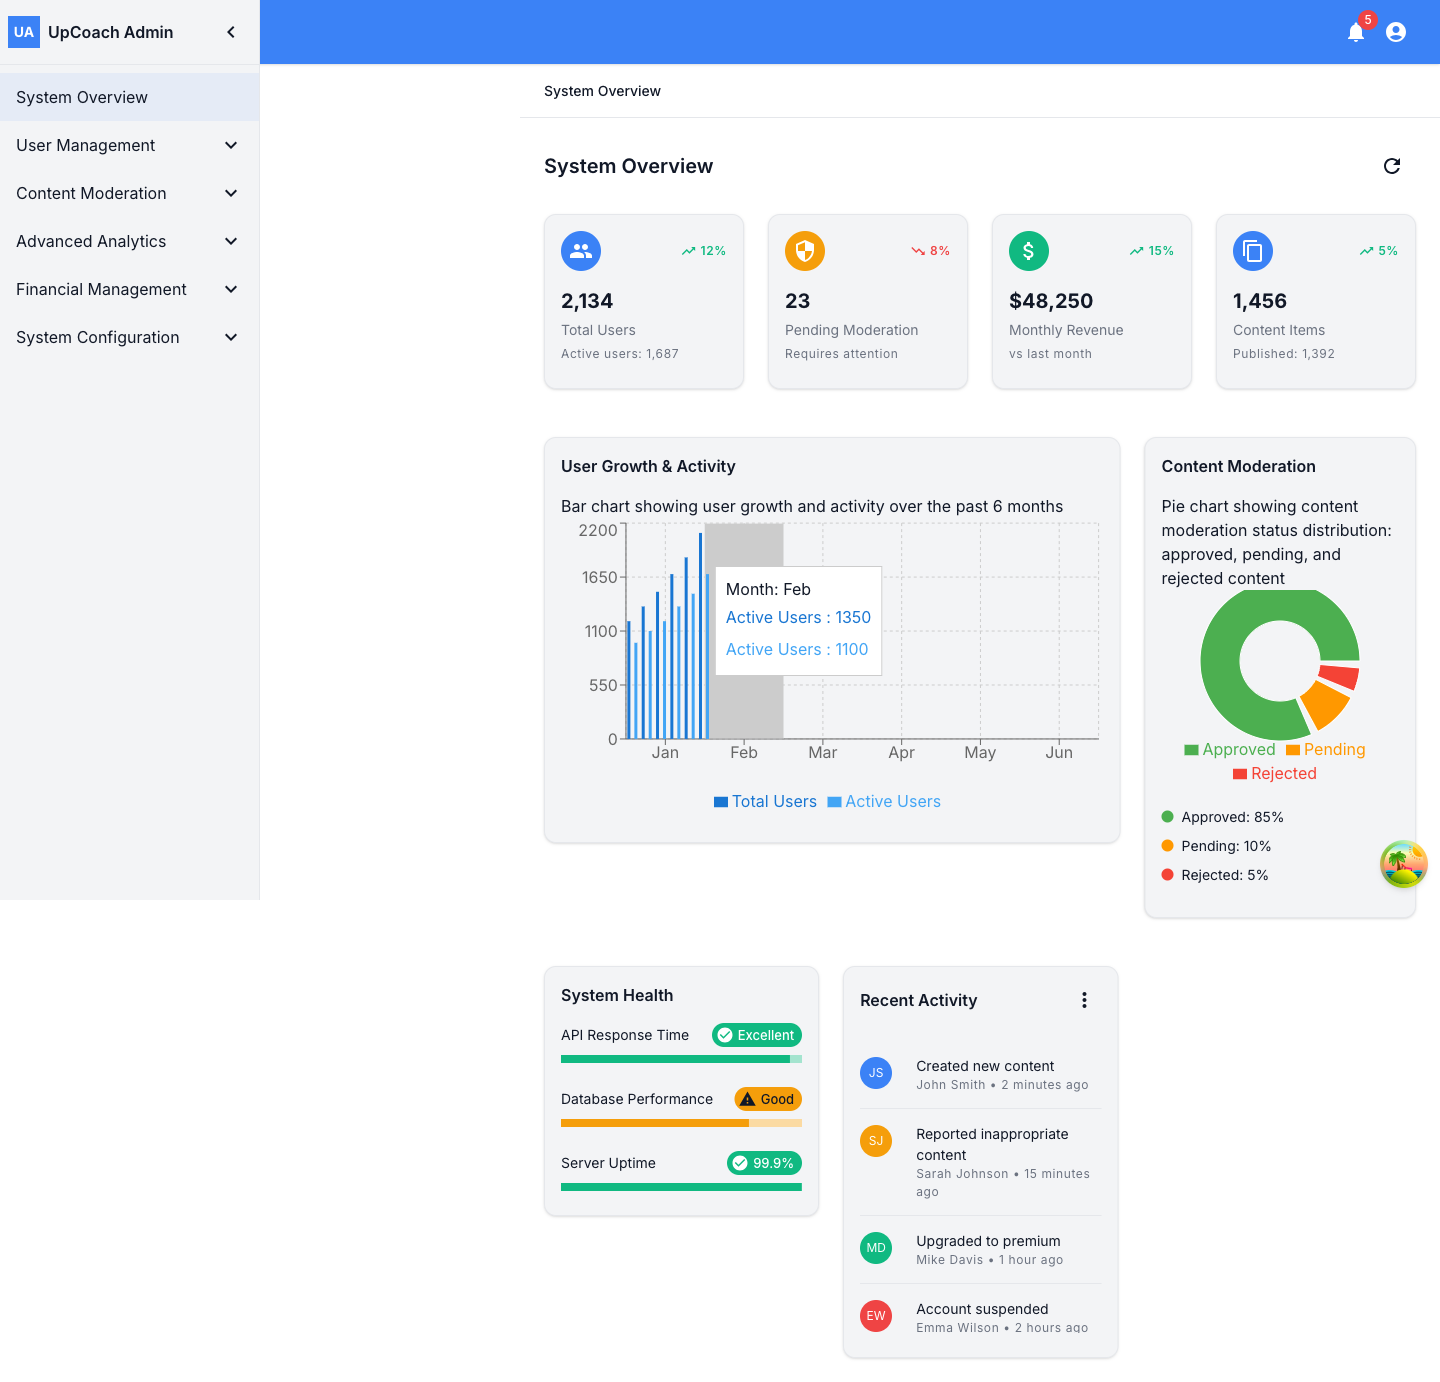 UA UpCoach Admin
5
System Overview
User Management
Content Moderation
Advanced Analytics
Financial Management
System Configuration
System Overview
System Overview
12%
2,134
Total Users
Active users: 1,687
8%
23
Pending Moderation
Requires attention
15%
$48,250
Monthly Revenue
vs last month
5%
1,456
Content Items
Published: 1,392
User Growth & Activity
Bar chart showing user growth and activity over the past 6 months
2200
1650
1100
550
0
Jan Feb Mar Apr May Jun
Month: Feb
Active Users : 1350
Active Users : 1100
Total Users Active Users
Content Moderation
Pie chart showing content
moderation status distribution:
approved, pending, and
rejected content
Approved Pending
Rejected
Approved: 85%
Pending: 10%
Rejected: 5%
System Health
API Response Time Excellent
Database Performance Good
Server Uptime 99.9%
Recent Activity
JS
Created new content
John Smith • 2 minutes ago
SJ
Reported inappropriate
content
Sarah Johnson • 15 minutes
ago
MD
Upgraded to premium
Mike Davis • 1 hour ago
EW
Account suspended
Emma Wilson • 2 hours ago